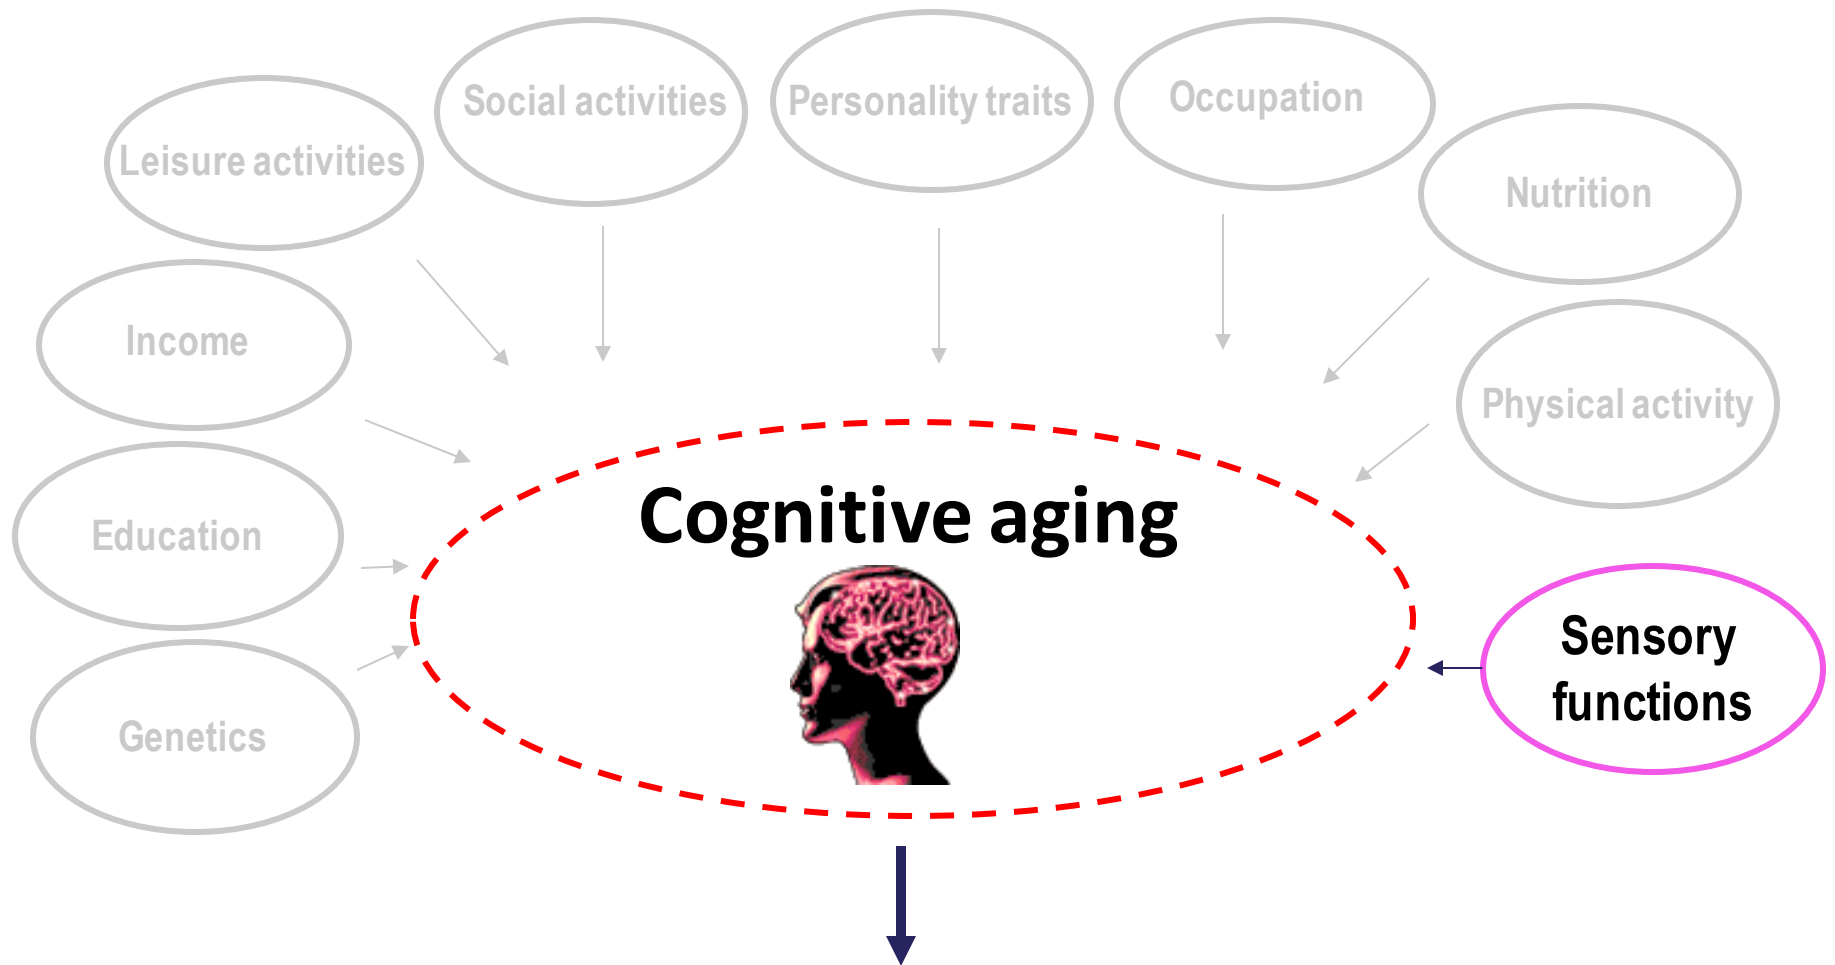 Social activities
Personality traits
Occupation
Leisure activities
Nutrition
Income
Physical activity
Cognitive aging
Education
Sensory
functions
Genetics